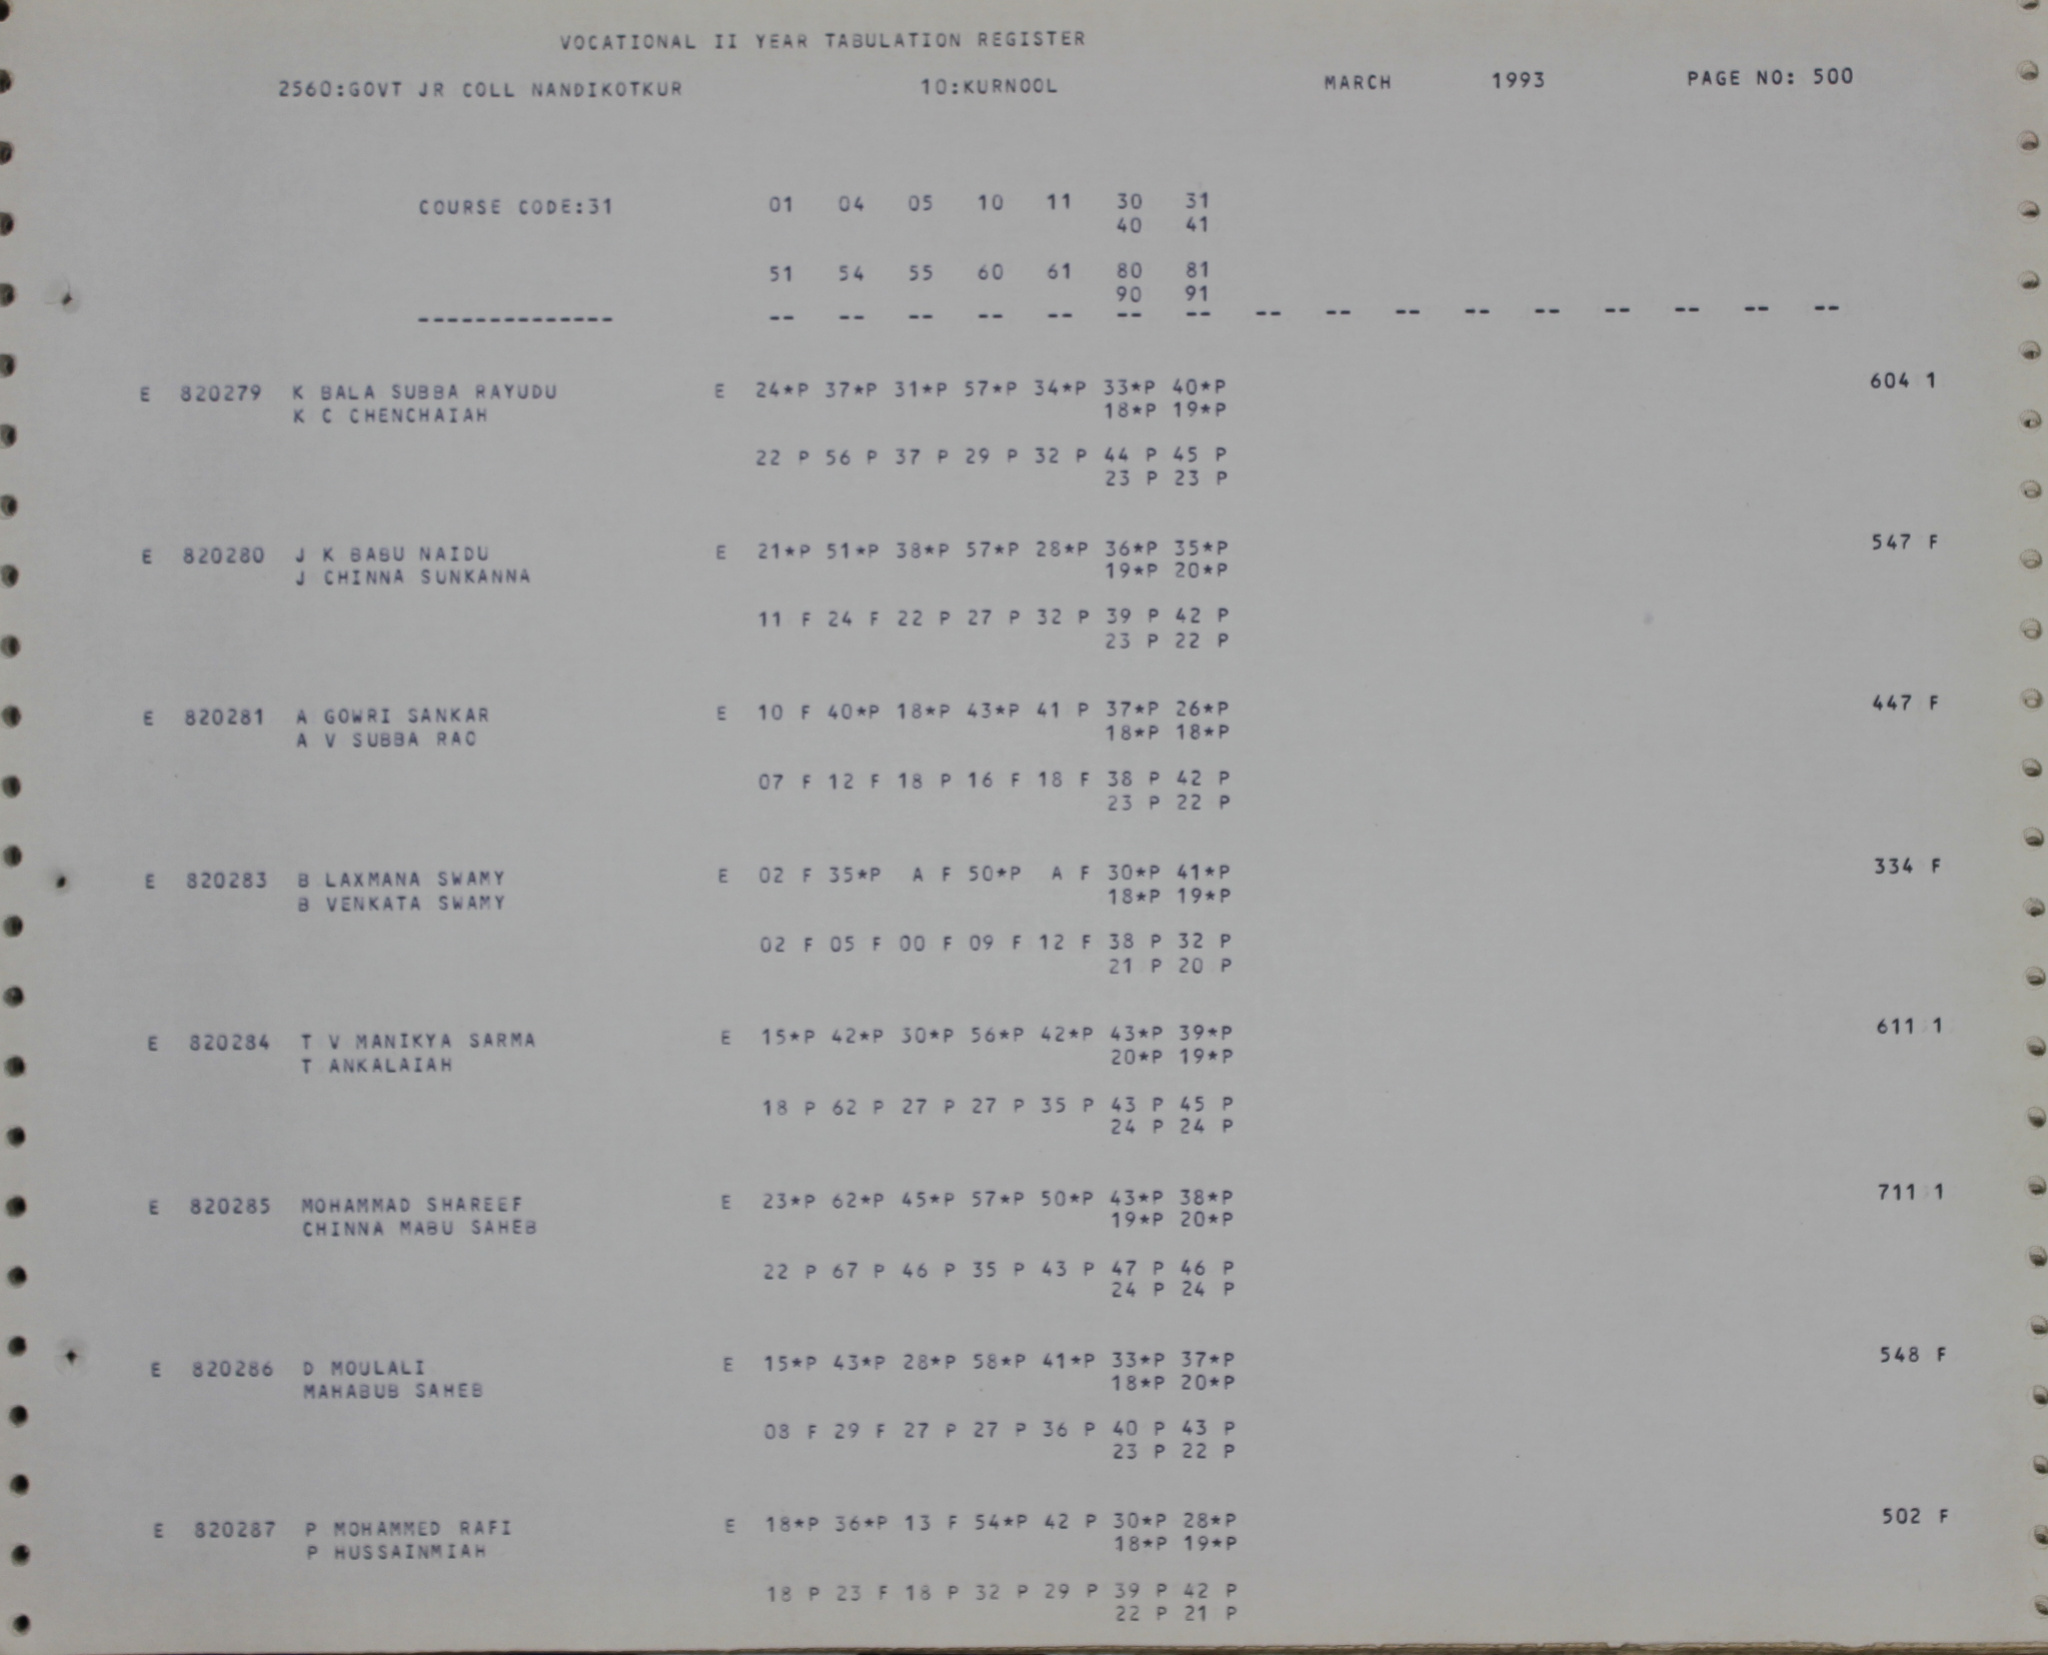 VOCATIONAL II YEAR TABULATION REGISTER
2560:GOVT JR COLL NANDIKOTKUR 10:KURNOOL MARCH 1993 PAGE NO: 500
COURSE CODE:31 01 04 05 10 11 30 31
40 41
51 54 55 60 61 80 81
90 91
-------------- -- -- -- -- -- -- -- -- -- -- -- -- -- -- -- --
E 820279 K BALA SUBBA RAYUDU E 24*P 37*P 31*P 57*P 34*P 33*P 40*P 604 1
K C CHENCHAIAH 18*P 19*P
22 P 56 P 37 P 29 P 32 P 44 P 45 P
23 P 23 P
E 820280 J K BABU NAIDU E 21*P 51*P 38*P 57*P 28*P 36*P 35*P 547 F
J CHINNA SUNKANNA 19*P 20*P
11 F 24 F 22 P 27 P 32 P 39 P 42 P
23 P 22 P
E 820281 A GOWRI SANKAR E 10 F 40*P 18*P 43*P 41 P 37*P 26*P 447 F
A V SUBBA RAO 18*P 18*P
07 F 12 F 18 P 16 F 18 F 38 P 42 P
23 P 22 P
E 820283 B LAXMANA SWAMY E 02 F 35*P A F 50*P A F 30*P 41*P 334 F
B VENKATA SWAMY 18*P 19*P
02 F 05 F 00 F 09 F 12 F 38 P 32 P
21 P 20 P
E 820284 T V MANIKYA SARMA E 15*P 42*P 30*P 56*P 42*P 43*P 39*P 611 1
T ANKALAIAH 20*P 19*P
18 P 62 P 27 P 27 P 35 P 43 P 45 P
24 P 24 P
E 820285 MOHAMMAD SHAREEF E 23*P 62*P 45*P 57*P 50*P 43*P 38*P 711 1
CHINNA MABU SAHEB 19*P 20*P
22 P 67 P 46 P 35 P 43 P 47 P 46 P
24 P 24 P
E 820286 D MOULALI E 15*P 43*P 28*P 58*P 41*P 33*P 37*P 548 F
MAHABUB SAHEB 18*P 20*P
08 F 29 F 27 P 27 P 36 P 40 P 43 P
23 P 22 P
E 820287 P MOHAMMED RAFI E 18*P 36*P 13 F 54*P 42 P 30*P 28*P 502 F
P HUSSAINMIAH 18*P 19*P
18 P 23 F 18 P 32 P 29 P 39 P 42 P
22 P 21 P